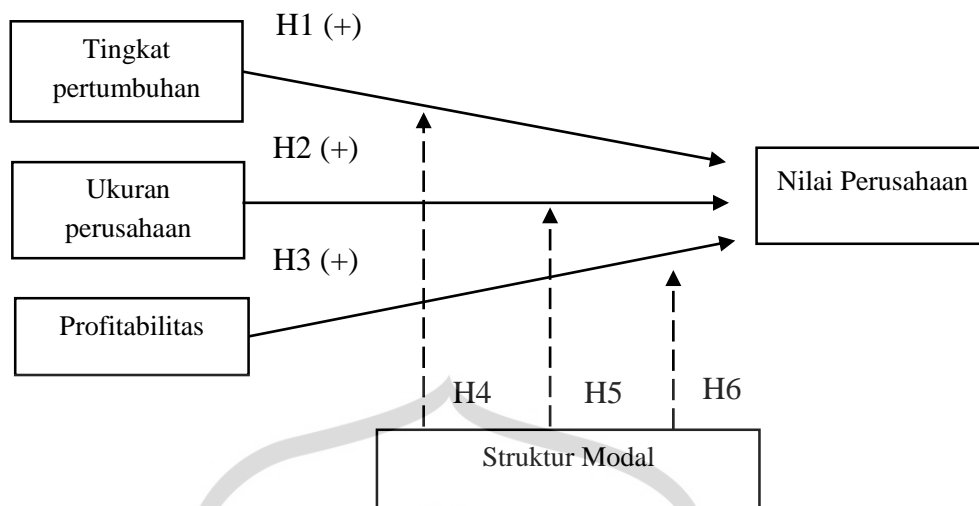 H1 (+)
Tingkat
pertumbuhan
H2 (+)
Ukuran
perusahaan
Nilai Perusahaan
H3 (+)
Profitabilitas
H4
H5
H6
Struktur Modal